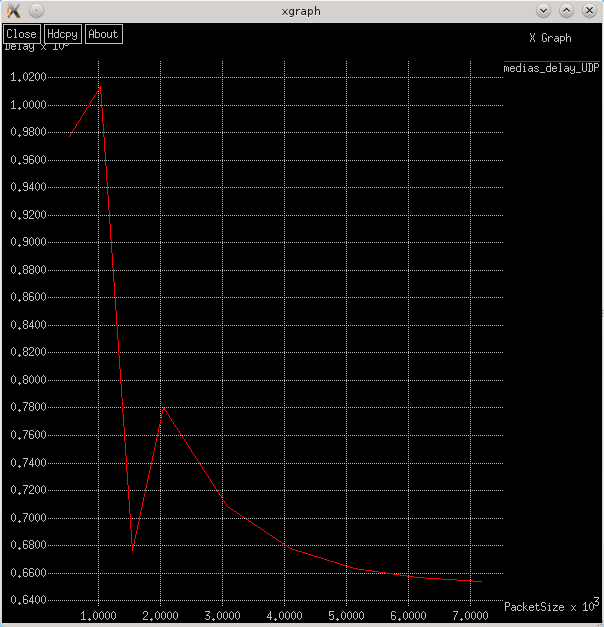 xgraph
Close Hdcpy About
X Graph
Delay x 10
medias_delay_UDP
1.0200
1.0000
0.9800
0.9600
0.9400
0.9200
0.9000
0.8800
0.8600
0.8400
0.8200
0.8000
0.7800
0.7600
0.7400
0.7200
0.7000
0.6800
0.6600
0.6400
PacketSize x 10³
1.0000 2.0000 3.0000 4.0000 5.0000 6.0000 7.0000